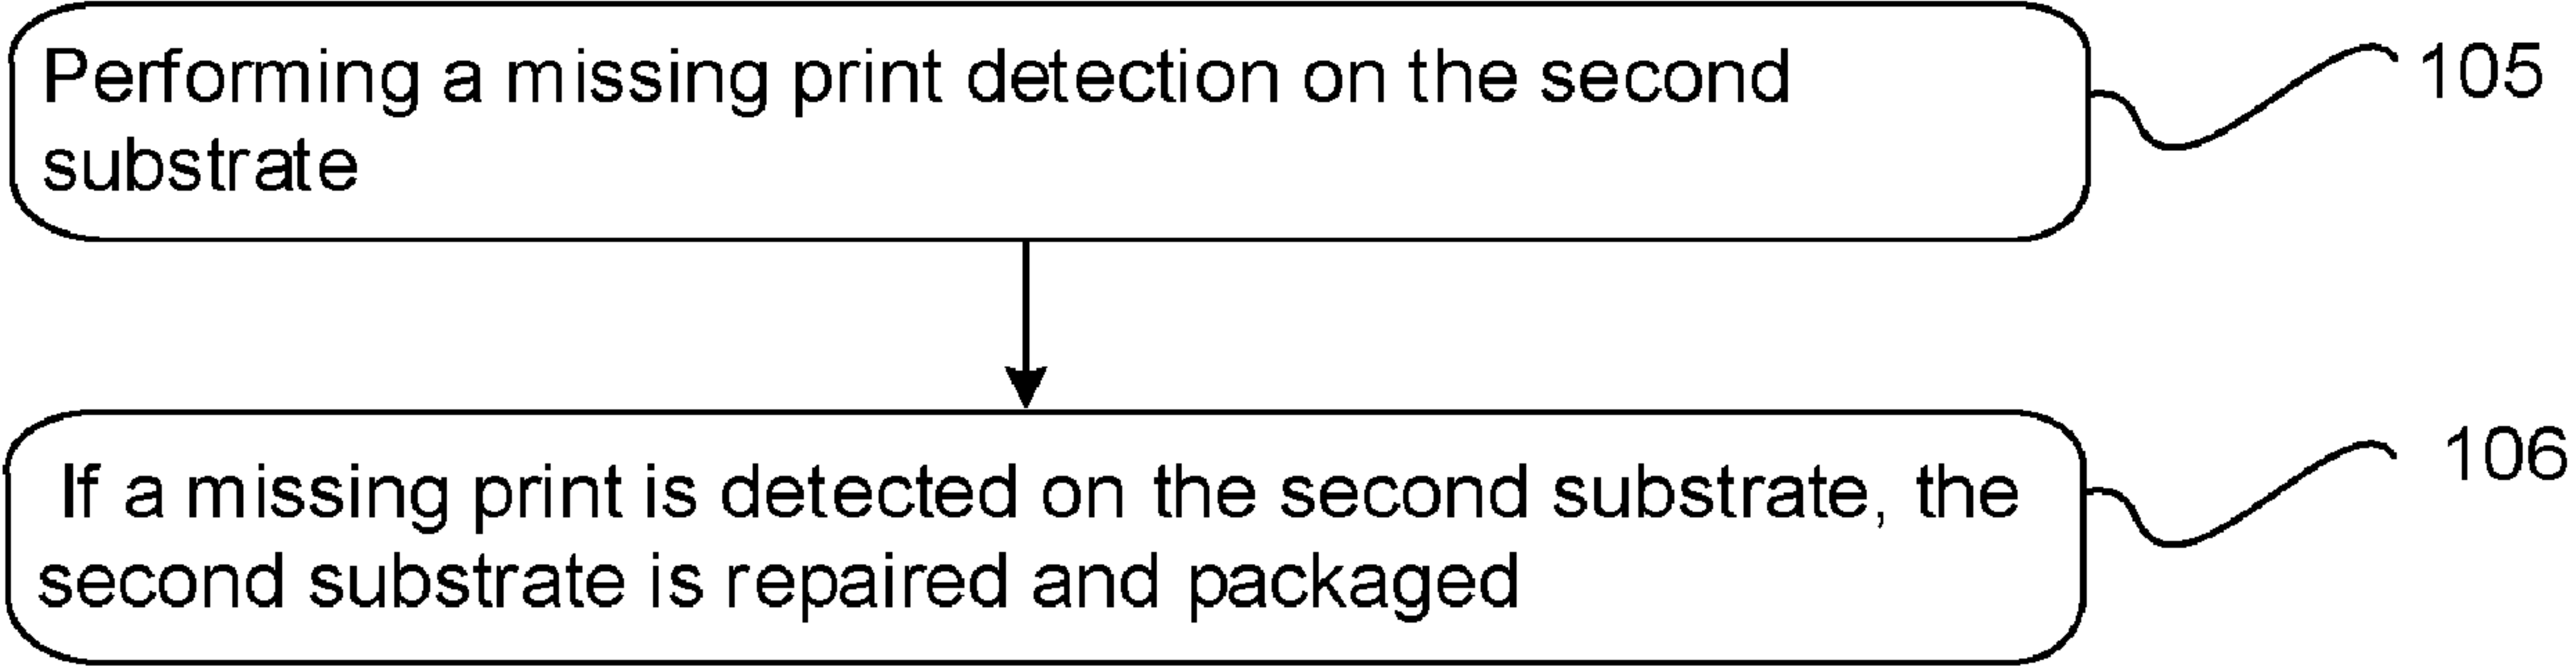 Performing a missing print detection on the second
substrate
105
If a missing print is detected on the second substrate, the
second substrate is repaired and packaged
106